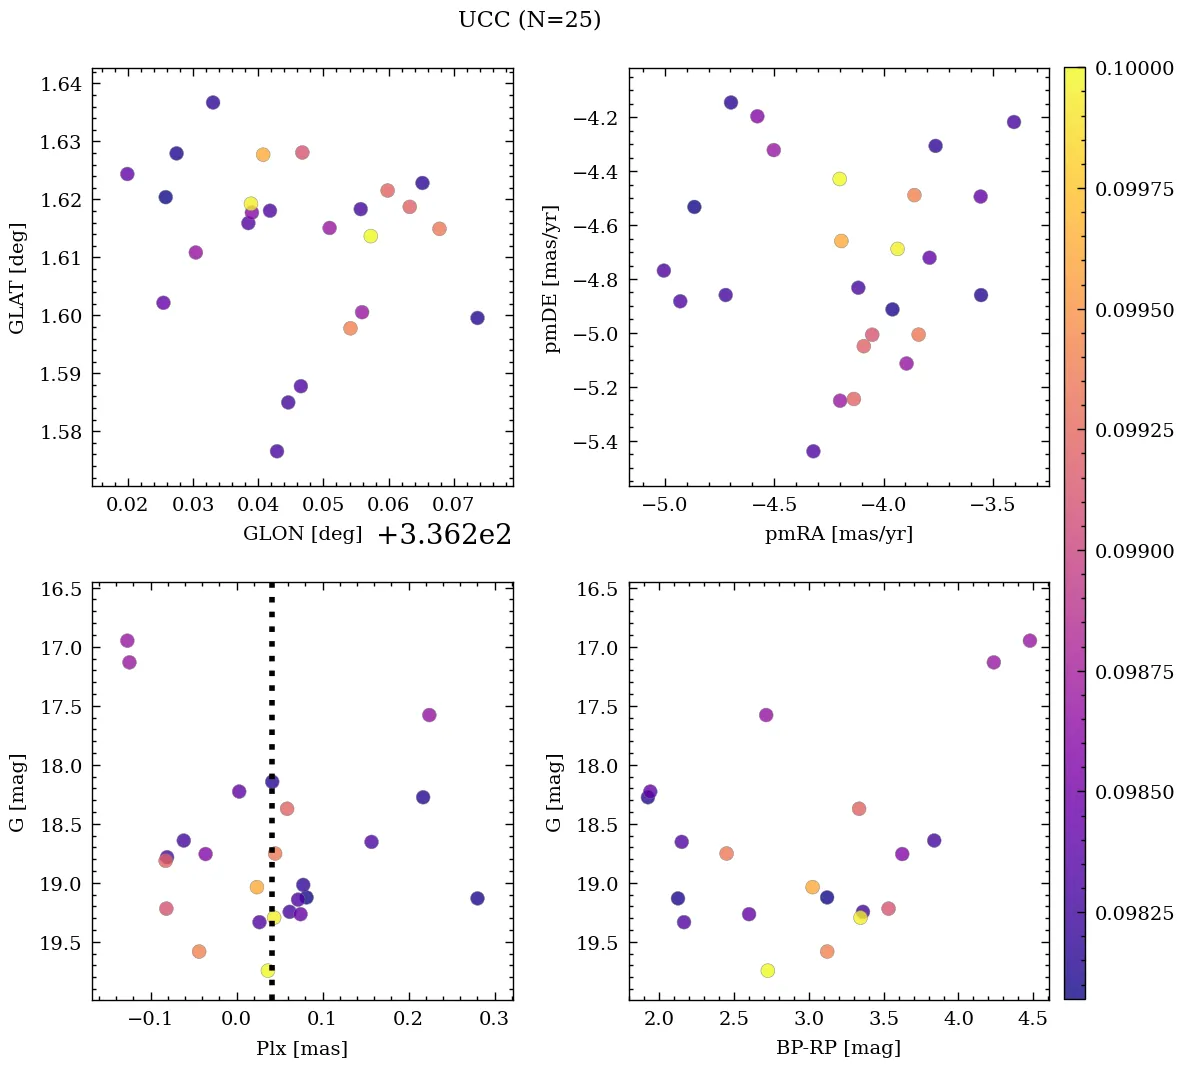 UCC (N=25)
1.64
1.63
1.62
1.61
1.60
1.59
1.58
GLAT [deg]
0.02 0.03 0.04 0.05 0.06 0.07
GLON [deg] +3.362e2
−4.2
−4.4
−4.6
−4.8
−5.0
−5.2
−5.4
pmDE [mas/yr]
−5.0 −4.5 −4.0 −3.5
pmRA [mas/yr]
16.5
17.0
17.5
18.0
18.5
19.0
19.5
G [mag]
−0.1 0.0 0.1 0.2 0.3
Plx [mas]
16.5
17.0
17.5
18.0
18.5
19.0
19.5
G [mag]
2.0 2.5 3.0 3.5 4.0 4.5
BP-RP [mag]
0.10000
0.09975
0.09950
0.09925
0.09900
0.09875
0.09850
0.09825